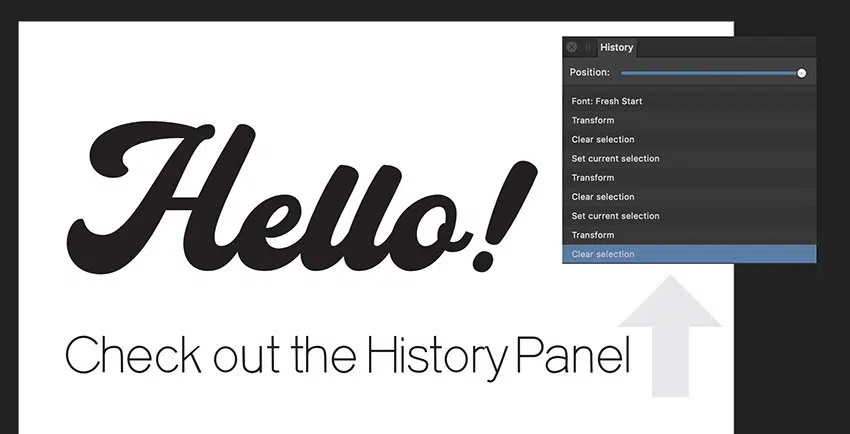 Hello!
Check out the History Panel
History
Position:
Font: Fresh Start
Transform
Clear selection
Set current selection
Transform
Clear selection
Set current selection
Transform
Clear selection